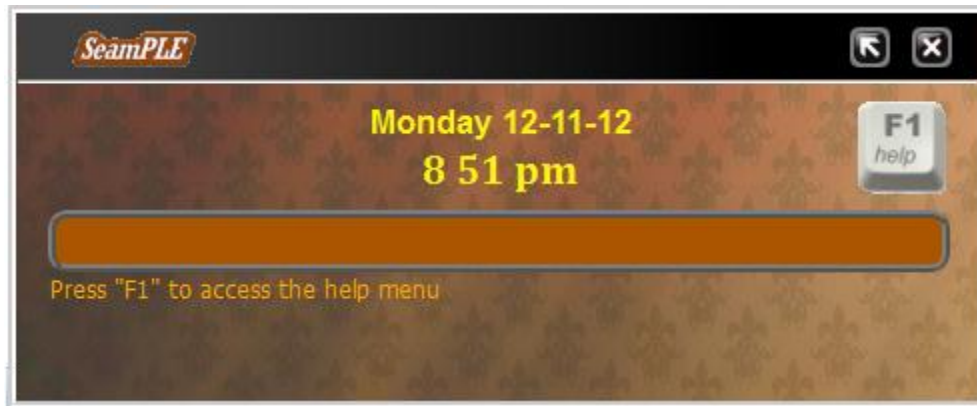 SeamPLE
Monday 12-11-12
8 51 pm
F1
help
Press "F1" to access the help menu